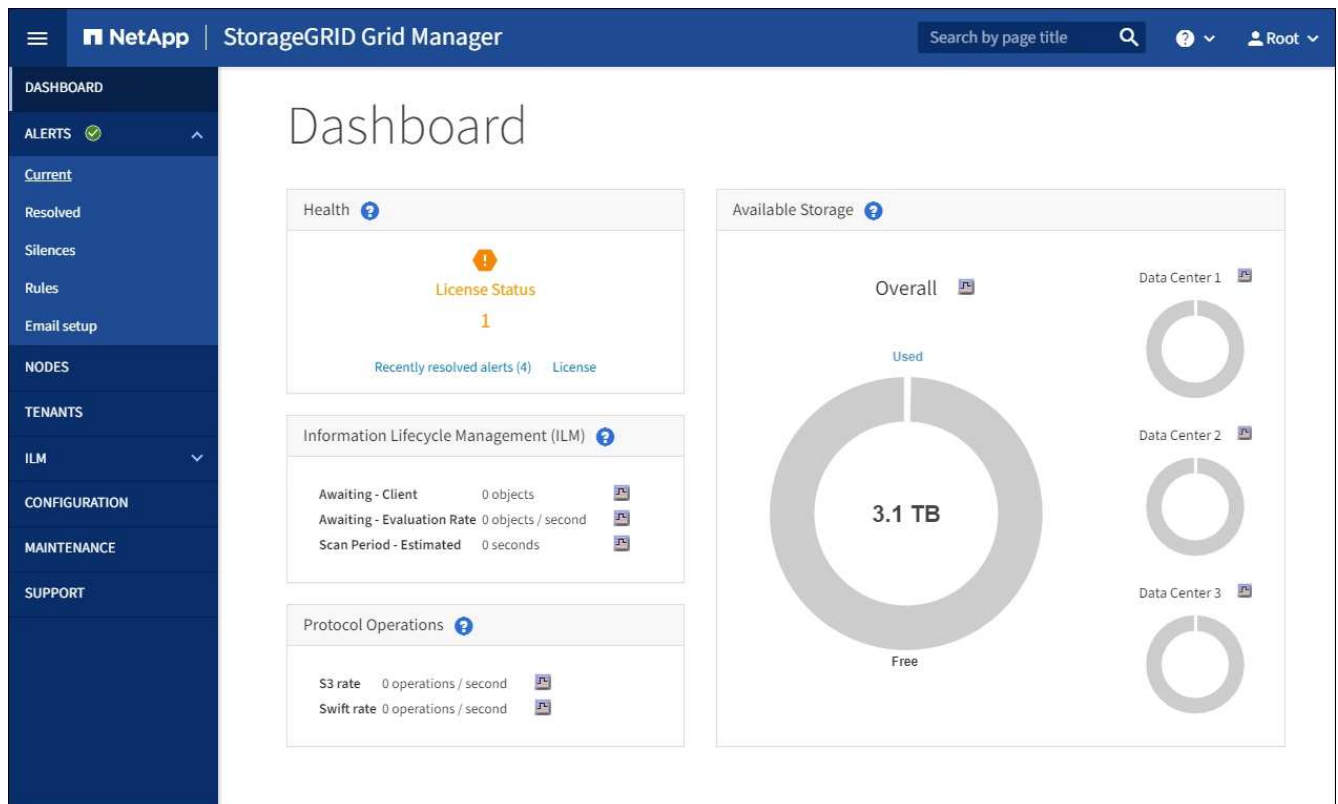 NetApp | StorageGRID Grid Manager
Search by page title
Root
DASHBOARD
ALERTS
Current
Resolved
Silences
Rules
Email setup
NODES
TENANTS
ILM
CONFIGURATION
MAINTENANCE
SUPPORT
Dashboard
Health
License Status
1
Recently resolved alerts (4) License
Information Lifecycle Management (ILM)
Awaiting - Client 0 objects
Awaiting - Evaluation Rate 0 objects / second
Scan Period - Estimated 0 seconds
Protocol Operations
S3 rate 0 operations / second
Swift rate 0 operations / second
Available Storage
Overall
Used
3.1 TB
Free
Data Center 1
Data Center 2
Data Center 3